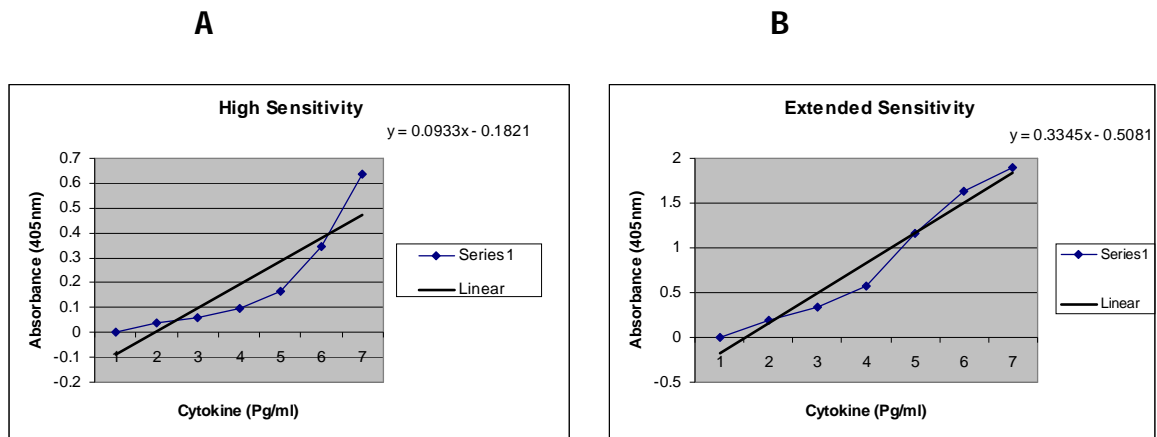 A
B
High Sensitivity
y = 0.0933x - 0.1821
Absorbance (405nm)
0.7
0.6
0.5
0.4
0.3
0.2
0.1
0
-0.1
-0.2
1 2 3 4 5 6 7
Cytokine (Pg/ml)
Series1
Linear
Extended Sensitivity
y = 0.3345x - 0.5081
Absorbance (405nm)
2
1.5
1
0.5
0
-0.5
1 2 3 4 5 6 7
Cytokine (Pg/ml)
Series1
Linear